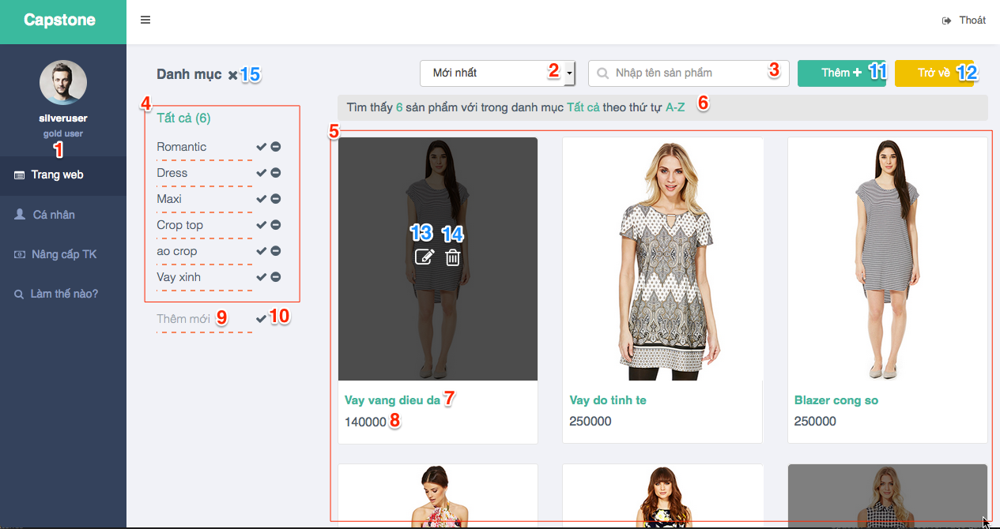 Capstone
Thoát
silveruser
gold user
1
Trang web
Cá nhân
Nâng cấp TK
Làm thế nào?
Danh mục 15
Mới nhất 2
Nhập tên sản phẩm 3
Thêm + 11
Trở về 12
4
Tất cả (6)
Romantic
Dress
Maxi
Crop top
ao crop
Vay xinh
Thêm mới 9
10
Tìm thấy 6 sản phẩm với trong danh mục Tất cả theo thứ tự A-Z 6
5
13 14
Vay vang dieu da 7
140000 8
Vay do tinh te
250000
Blazer cong so
250000